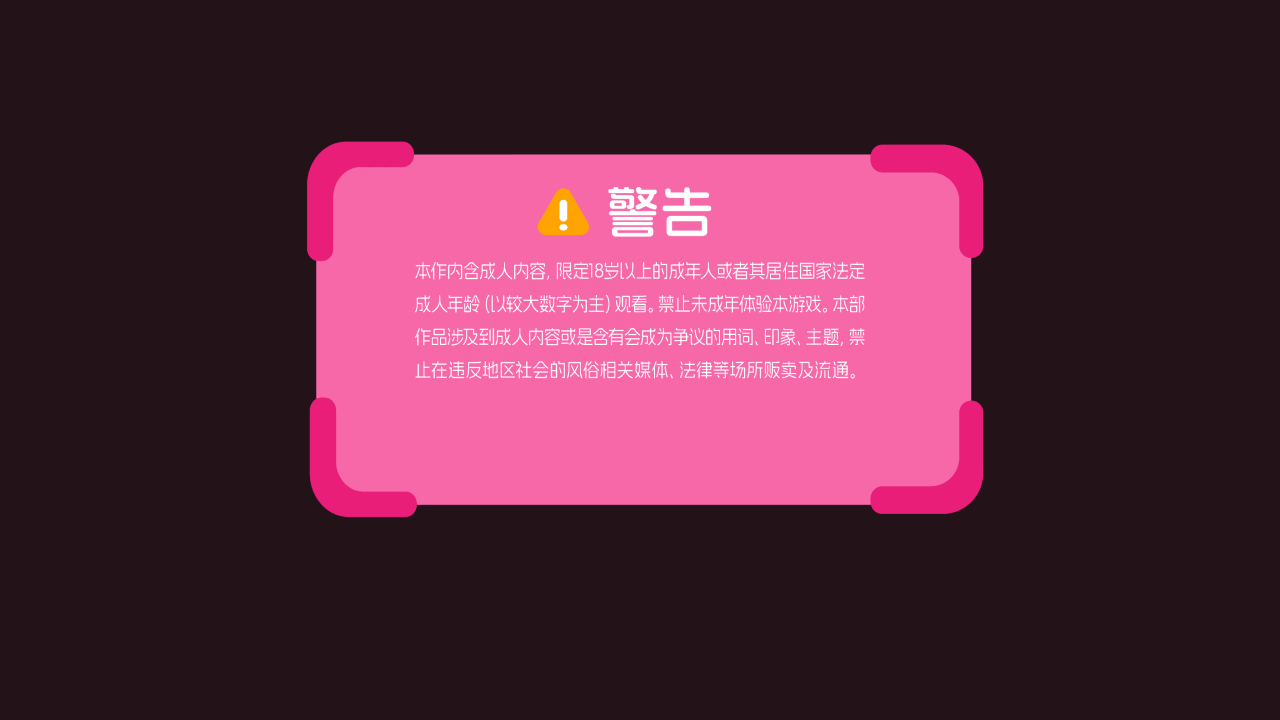 警告
本作内含成人内容, 限定18岁以上的成年人或者其居住国家法定
成人年龄 (以较大数字为主) 观看。禁止未成年体验本游戏。本部
作品涉及到成人内容或是含有会成为争议的用词、印象、主题, 禁
止在违反地区社会的风俗相关媒体、法律等场所贩卖及流通。